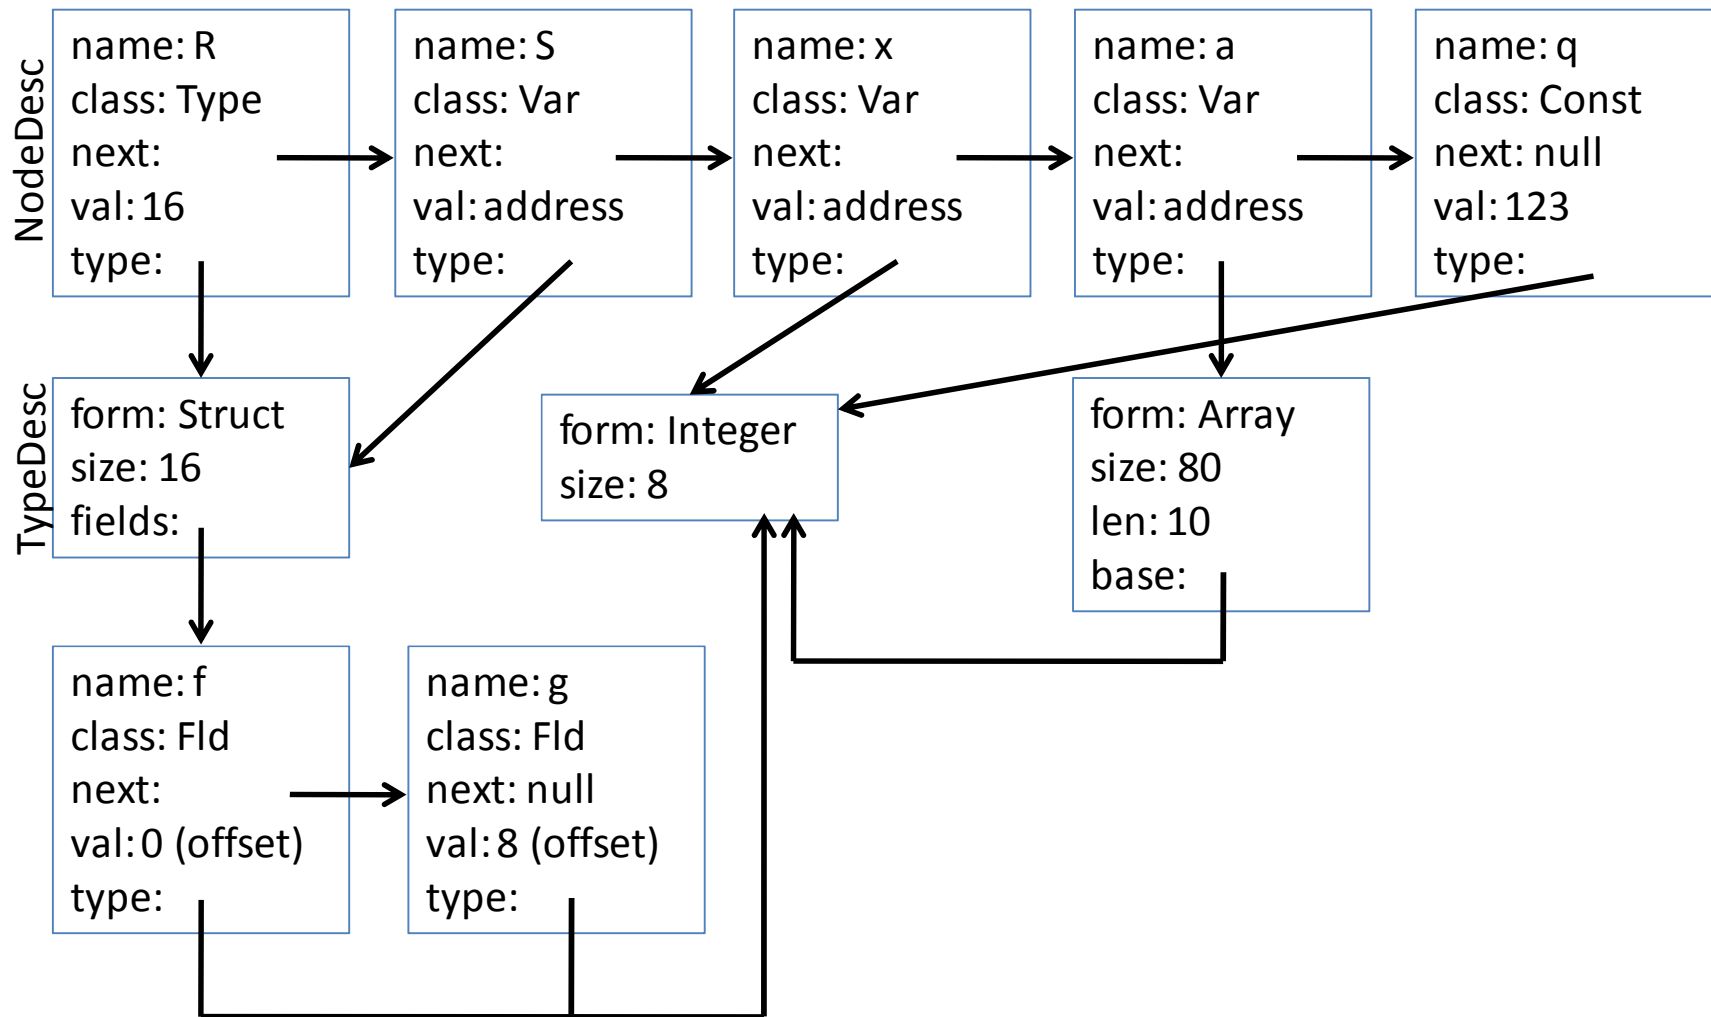 NodeDesc
name: R
class: Type
next:
val: 16
type:
name: S
class: Var
next:
val: address
type:
name: x
class: Var
next:
val: address
type:
name: a
class: Var
next:
val: address
type:
name: q
class: Const
next: null
val: 123
type:
TypeDesc
form: Struct
size: 16
fields:
form: Integer
size: 8
form: Array
size: 80
len: 10
base:
name: f
class: Fld
next:
val: 0 (offset)
type:
name: g
class: Fld
next: null
val: 8 (offset)
type: